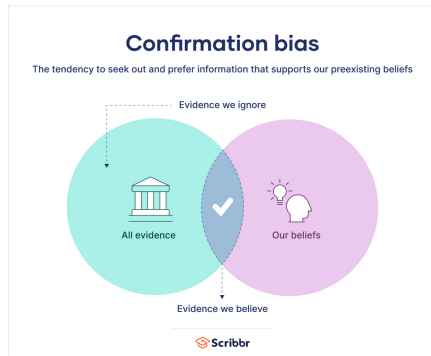 Confirmation bias
The tendency to seek out and prefer information that supports our preexisting beliefs
Evidence we ignore
All evidence
Our beliefs
Evidence we believe
Scribbr